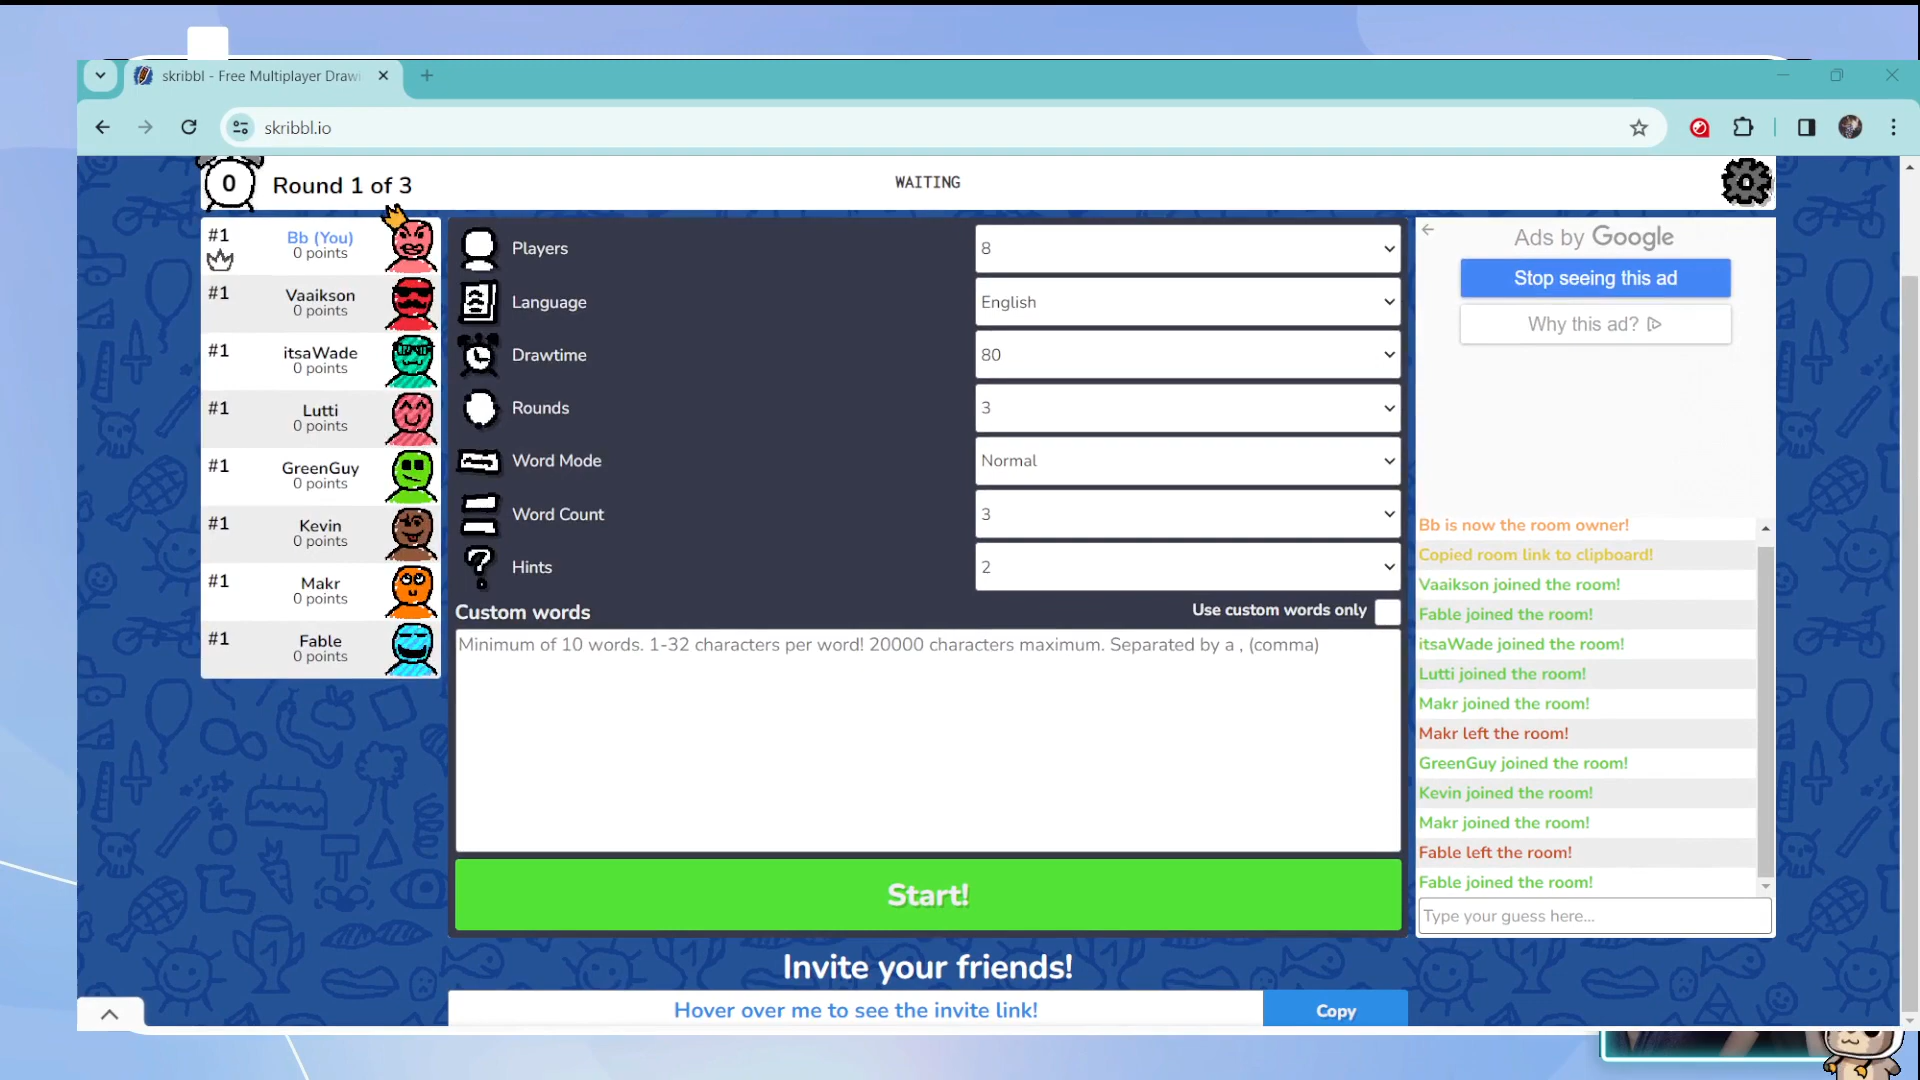 skribbl - Free Multiplayer Drawi
skribbl.io
0
Round 1 of 3
WAITING
#1
Bb (You)
0 points
#1
Vaaikson
0 points
#1
itsaWade
0 points
#1
Lutti
0 points
#1
GreenGuy
0 points
#1
Kevin
0 points
#1
Makr
0 points
#1
Fable
0 points
Players
8
Language
English
Drawtime
80
Rounds
3
Word Mode
Normal
Word Count
3
Hints
2
Custom words
Use custom words only
Minimum of 10 words. 1-32 characters per word! 20000 characters maximum. Separated by a , (comma)
Start!
Invite your friends!
Hover over me to see the invite link!
Copy
Ads by Google
Stop seeing this ad
Why this ad?
Bb is now the room owner!
Copied room link to clipboard!
Vaaikson joined the room!
Fable joined the room!
itsaWade joined the room!
Lutti joined the room!
Makr joined the room!
Makr left the room!
GreenGuy joined the room!
Kevin joined the room!
Makr joined the room!
Fable left the room!
Fable joined the room!
Type your guess here...